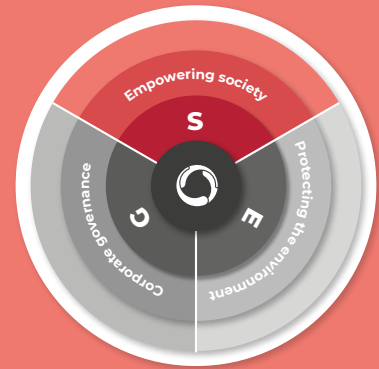 Empowering society
S
Protecting the environment
E
Corporate governance
G